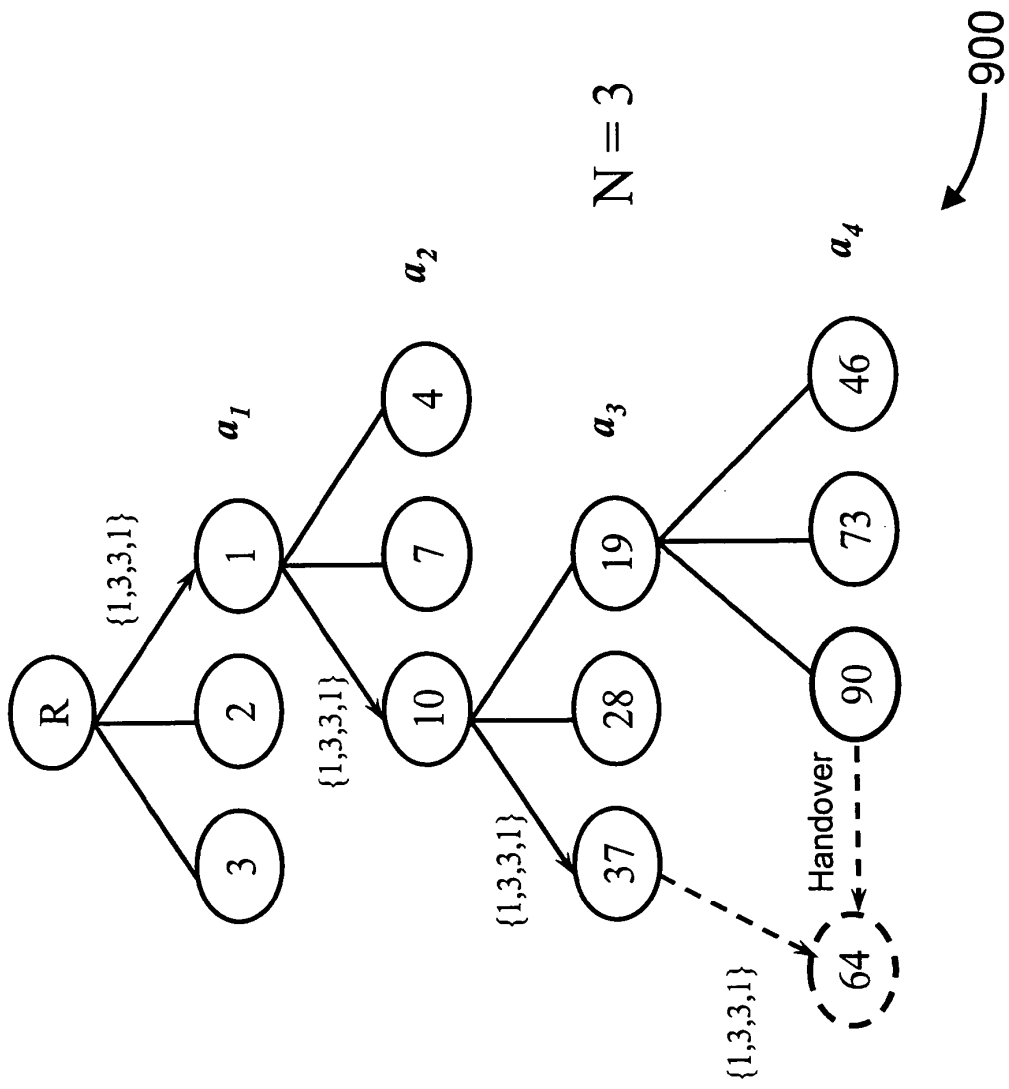 R
{1,3,3,1}
3
2
1
a1
{1,3,3,1}
10
7
4
a2
{1,3,3,1}
37
28
19
a3
N = 3
{1,3,3,1}
64
Handover
90
73
46
a4
900